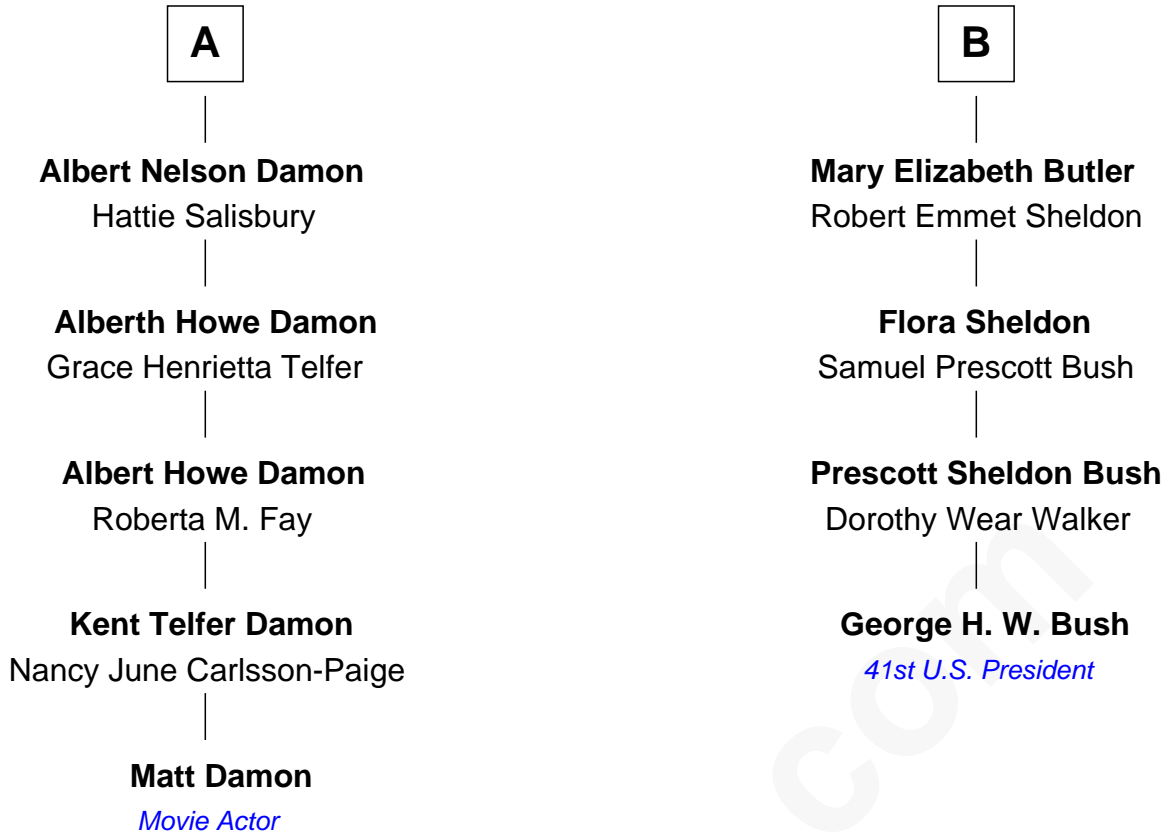 A
Albert Nelson Damon
Hattie Salisbury
Alberth Howe Damon
Grace Henrietta Telfer
Albert Howe Damon
Roberta M. Fay
Kent Telfer Damon
Nancy June Carlsson-Paige
Matt Damon
Movie Actor
B
Mary Elizabeth Butler
Robert Emmet Sheldon
Flora Sheldon
Samuel Prescott Bush
Prescott Sheldon Bush
Dorothy Wear Walker
George H. W. Bush
41st U.S. President
com